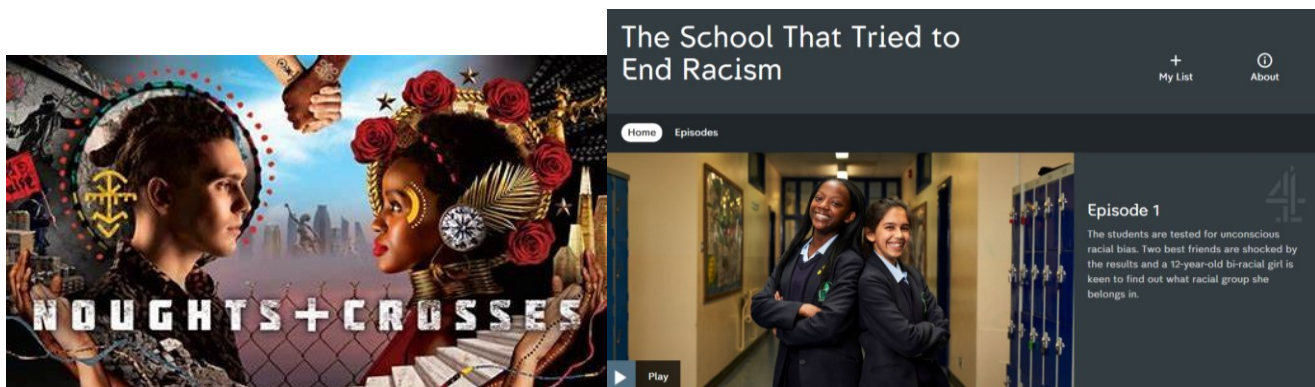 NOUGHTS+CROSSES
The School That Tried to
End Racism
+
My List
About
Home
Episodes
Episode 1
The students are tested for unconscious
racial bias. Two best friends are shocked by
the results and a 12-year-old bi-racial girl is
keen to find out what racial group she
belongs in.
Play